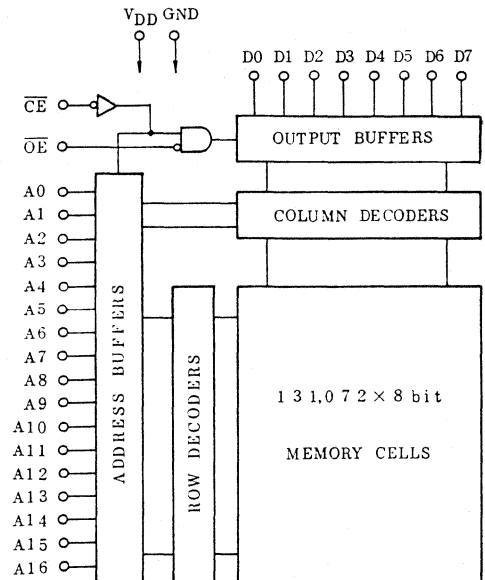 VDD GND
D0 D1 D2 D3 D4 D5 D6 D7
CE
OE
OUTPUT BUFFERS
A0
A1
A2
A3
A4
A5
A6
A7
A8
A9
A10
A11
A12
A13
A14
A15
A16
COLUMN DECODERS
ADDRESS BUFFERS
ROW DECODERS
131,072×8 bit
MEMORY CELLS